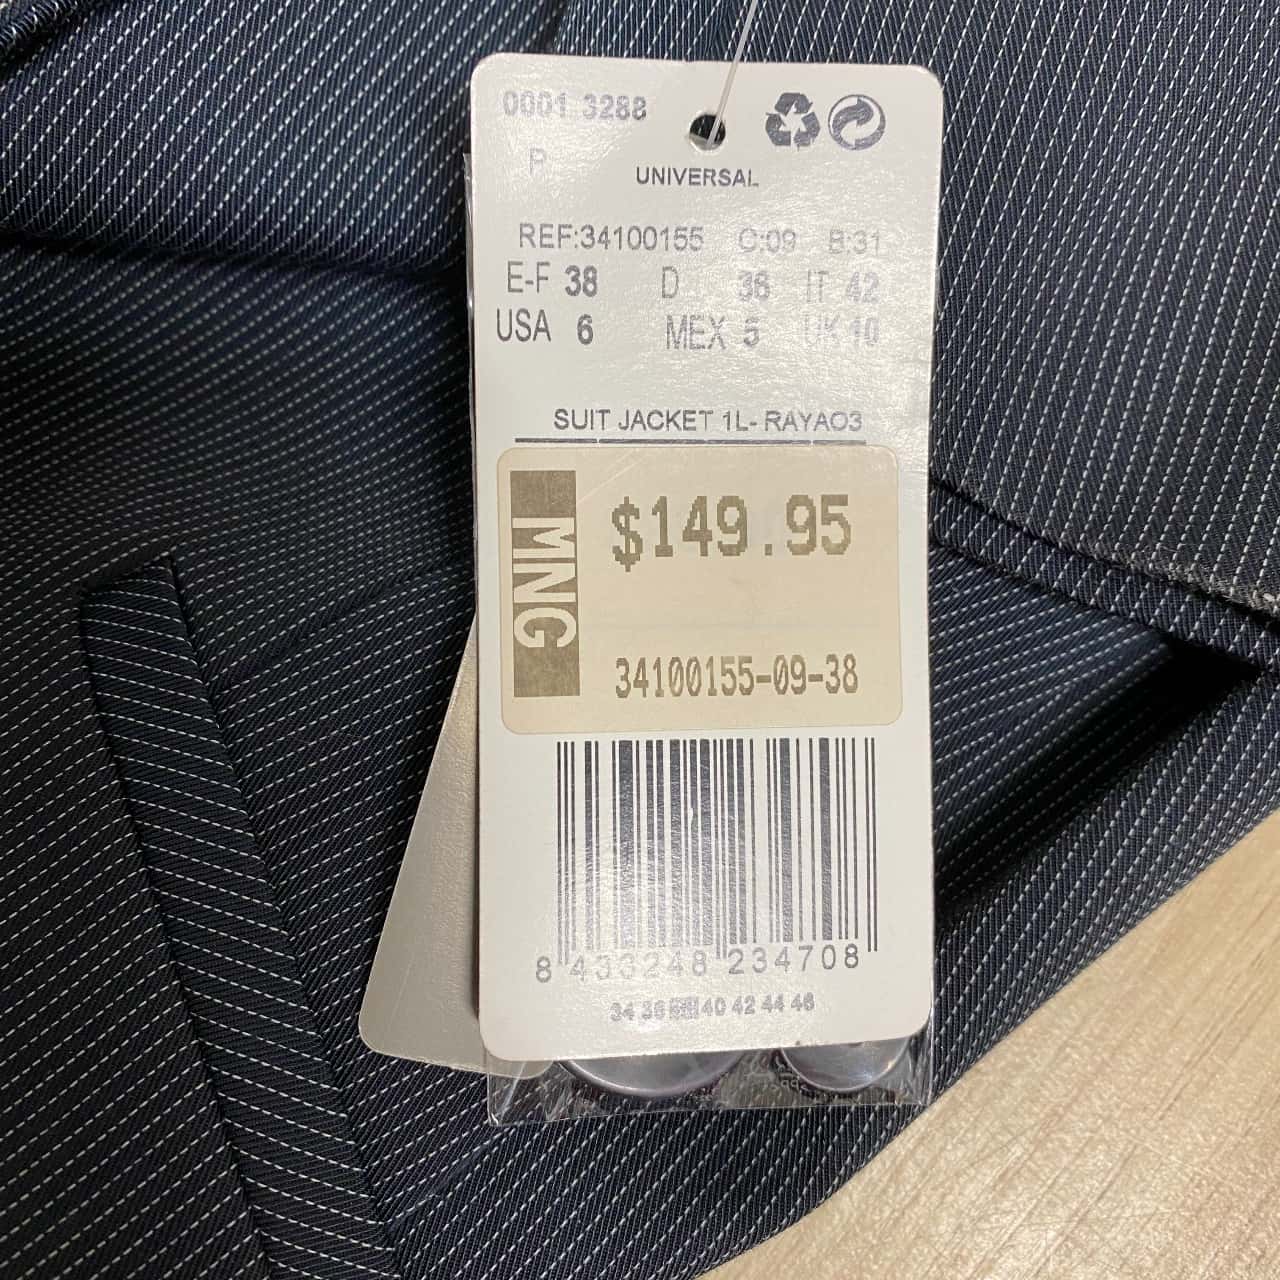 0001 3288
P
UNIVERSAL
REF:34100155 C:09 B:31
E-F 38 D 36 IT 42
USA 6 MEX 5 UK 10
SUIT JACKET 1L- RAYAO3
MNG
$149.95
34100155-09-38
8 433248 234708
34 36 38 40 42 44 46